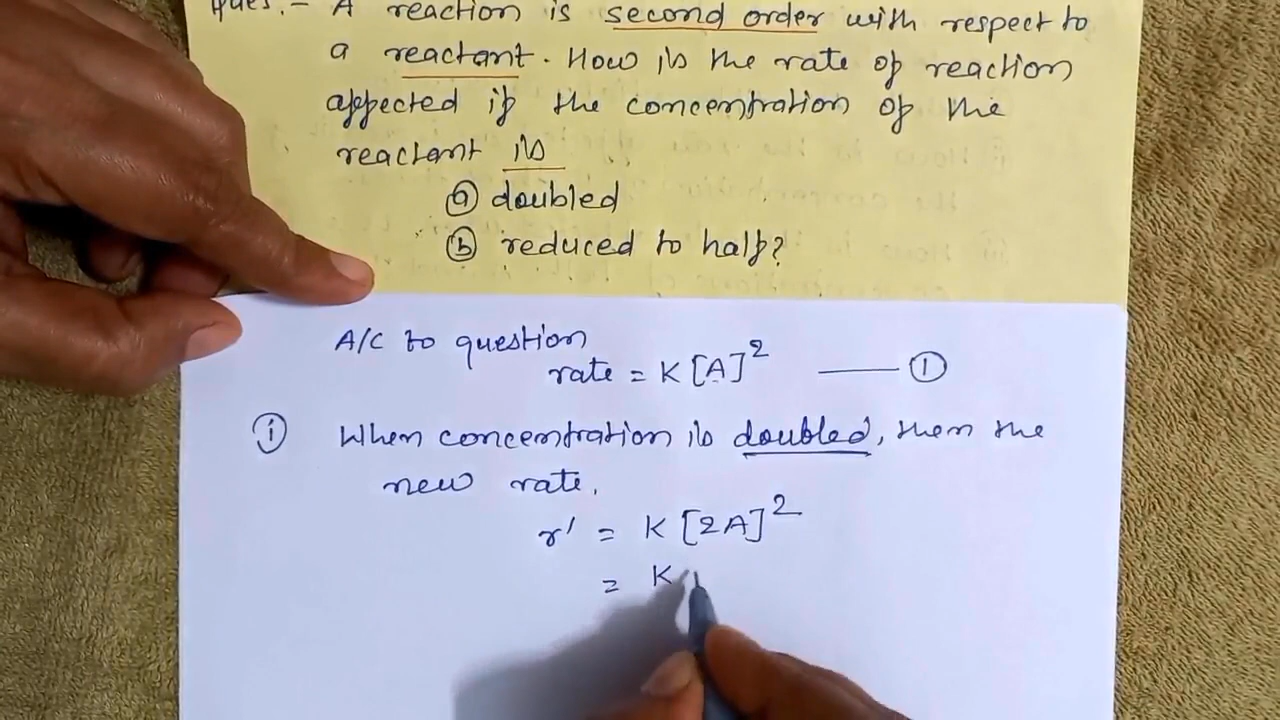 Ques:- A reaction is second order with respect to
a reactant. How is the rate of reaction
affected if the concentration of the
reactant is
(a) doubled
(b) reduced to half?
A/C to question
rate = K[A]² —— ①
(i) When concentration is doubled, then the
new rate,
r' = K[2A]²
= K